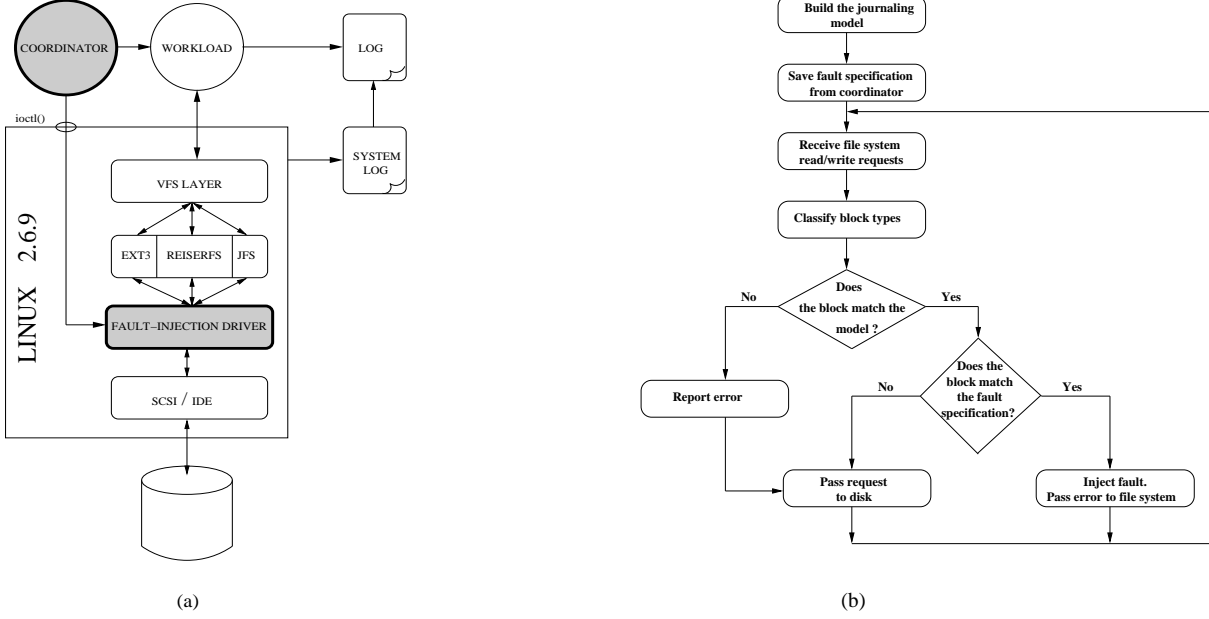 COORDINATOR
WORKLOAD
LOG
ioctl()
SYSTEM
LOG
VFS LAYER
EXT3 REISERFS JFS
FAULT–INJECTION DRIVER
SCSI / IDE
LINUX 2.6.9
(a)
Build the journaling
model
Save fault specification
from coordinator
Receive file system
read/write requests
Classify block types
Does
the block match the
model ?
No
Yes
Report error
Does the
block match
the fault
specification?
No
Yes
Pass request
to disk
Inject fault.
Pass error to file system
(b)